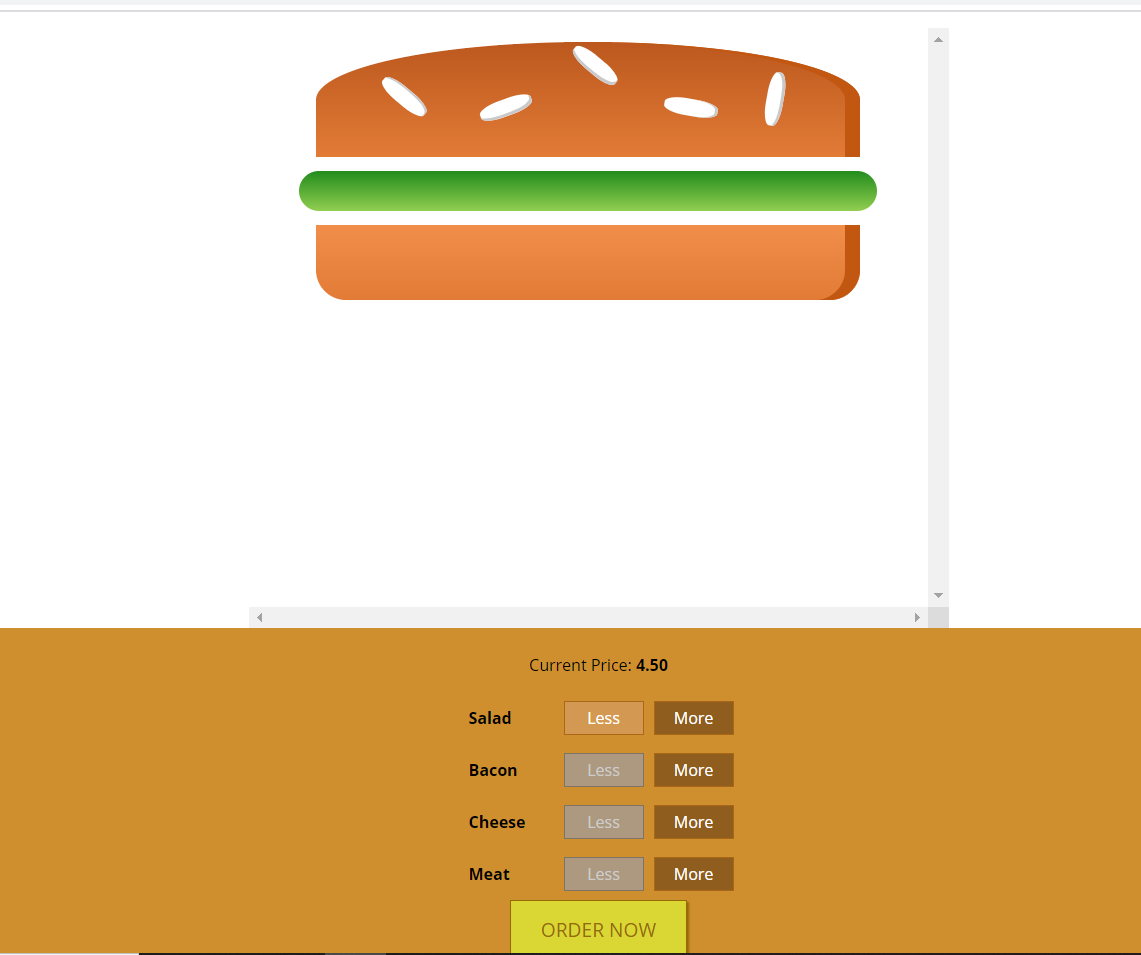 Current Price: 4.50
Salad Less More
Bacon Less More
Cheese Less More
Meat Less More
ORDER NOW